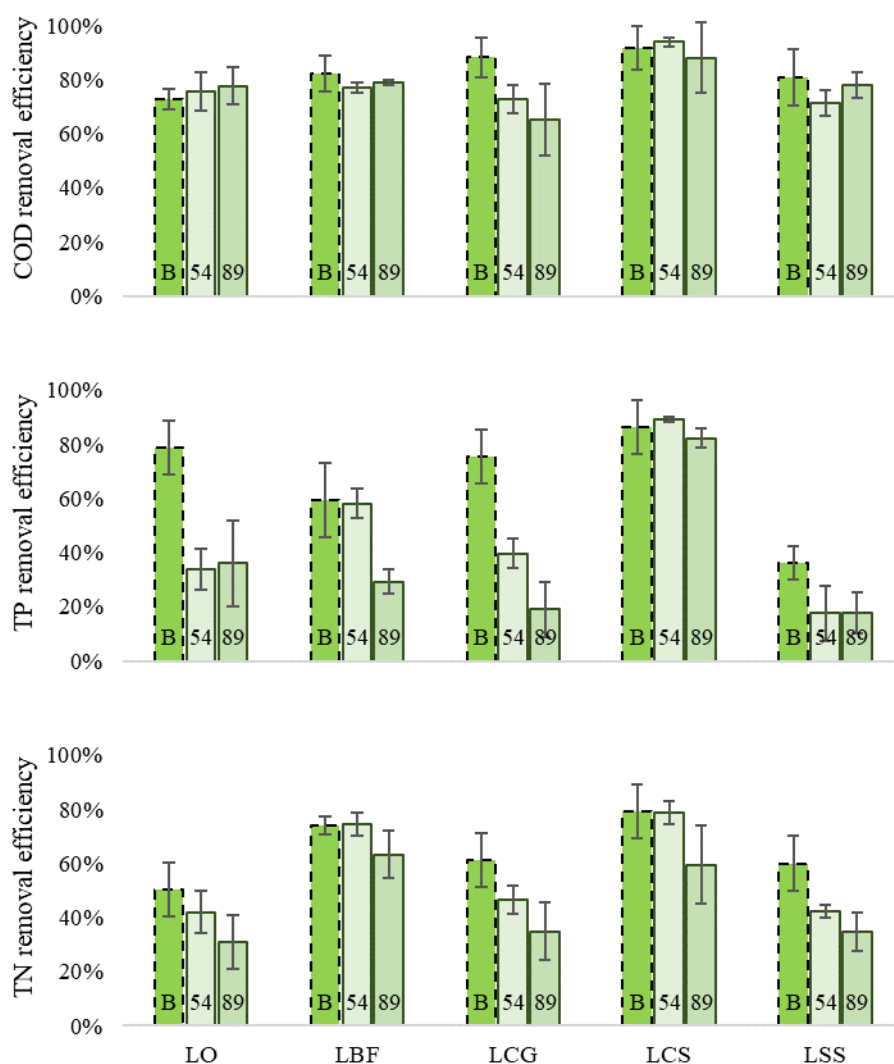 COD removal efficiency
100%
80%
60%
40%
20%
0%
B 54 89 B 54 89 B 54 89 B 54 89 B 54 89
TP removal efficiency
100%
80%
60%
40%
20%
0%
B 54 89 B 54 89 B 54 89 B 54 89 B 54 89
TN removal efficiency
100%
80%
60%
40%
20%
0%
B 54 89 B 54 89 B 54 89 B 54 89 B 54 89
LO LBF LCG LCS LSS